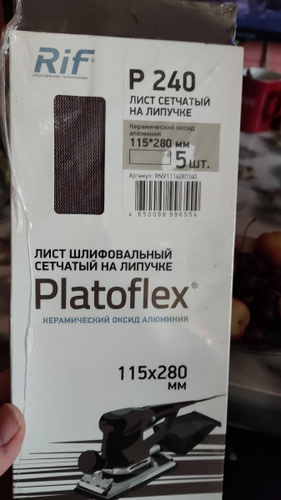 Rif®
P 240
ЛИСТ СЕТЧАТЫЙ
НА ЛИПУЧКЕ
Керамический оксид
алюминия
115*280 мм
5 шт.
ЛИСТ ШЛИФОВАЛЬНЫЙ
СЕТЧАТЫЙ НА ЛИПУЧКЕ
Platoflex®
КЕРАМИЧЕСКИЙ ОКСИД АЛЮМИНИЯ
115x280
ММ